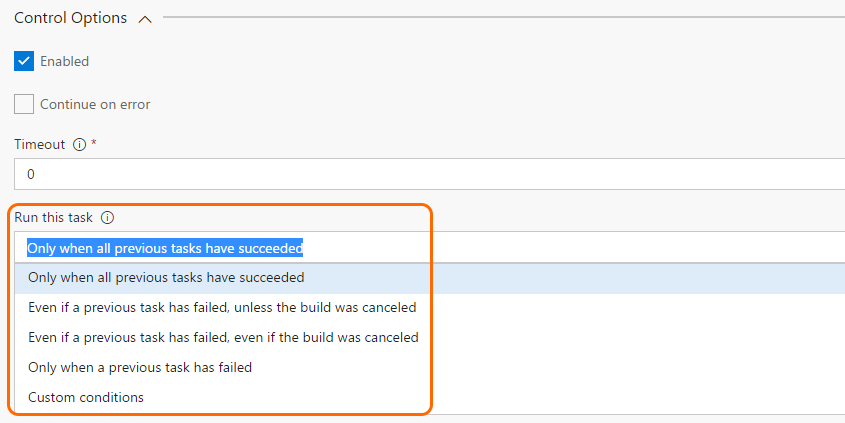 Control Options
Enabled
Continue on error
Timeout *
0
Run this task
Only when all previous tasks have succeeded
Only when all previous tasks have succeeded
Even if a previous task has failed, unless the build was canceled
Even if a previous task has failed, even if the build was canceled
Only when a previous task has failed
Custom conditions